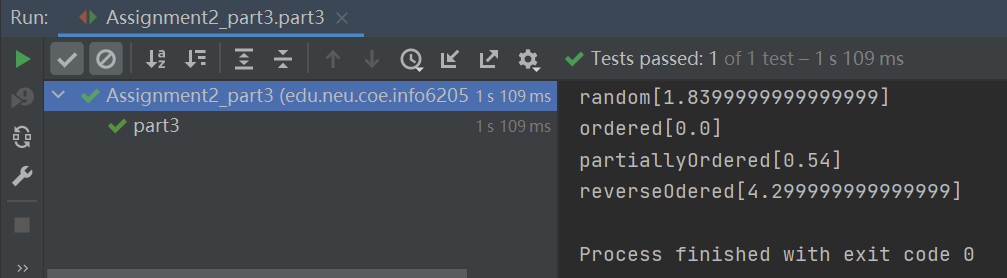 Run: Assignment2_part3.part3 ×
Tests passed: 1 of 1 test – 1 s 109 ms
Assignment2_part3 (edu.neu.coe.info6205 1 s 109 ms
part3 1 s 109 ms
random[1.8399999999999999]
ordered[0.0]
partiallyOrdered[0.54]
reverseOdered[4.299999999999999]
Process finished with exit code 0